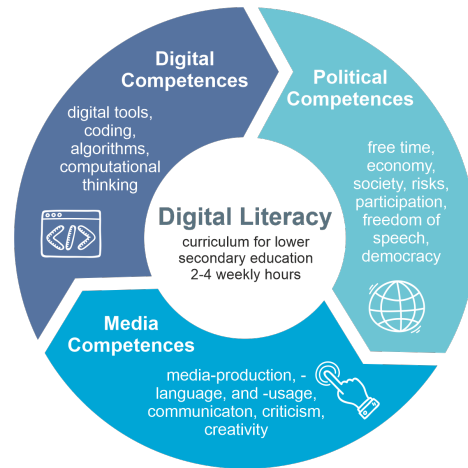 Digital
Competences
digital tools,
coding,
algorithms,
computational
thinking
Political
Competences
free time,
economy,
society, risks,
participation,
freedom of
speech,
democracy
Digital Literacy
curriculum for lower
secondary education
2-4 weekly hours
Media
Competences
media-production, -
language, and -usage,
communicaton, criticism,
creativity